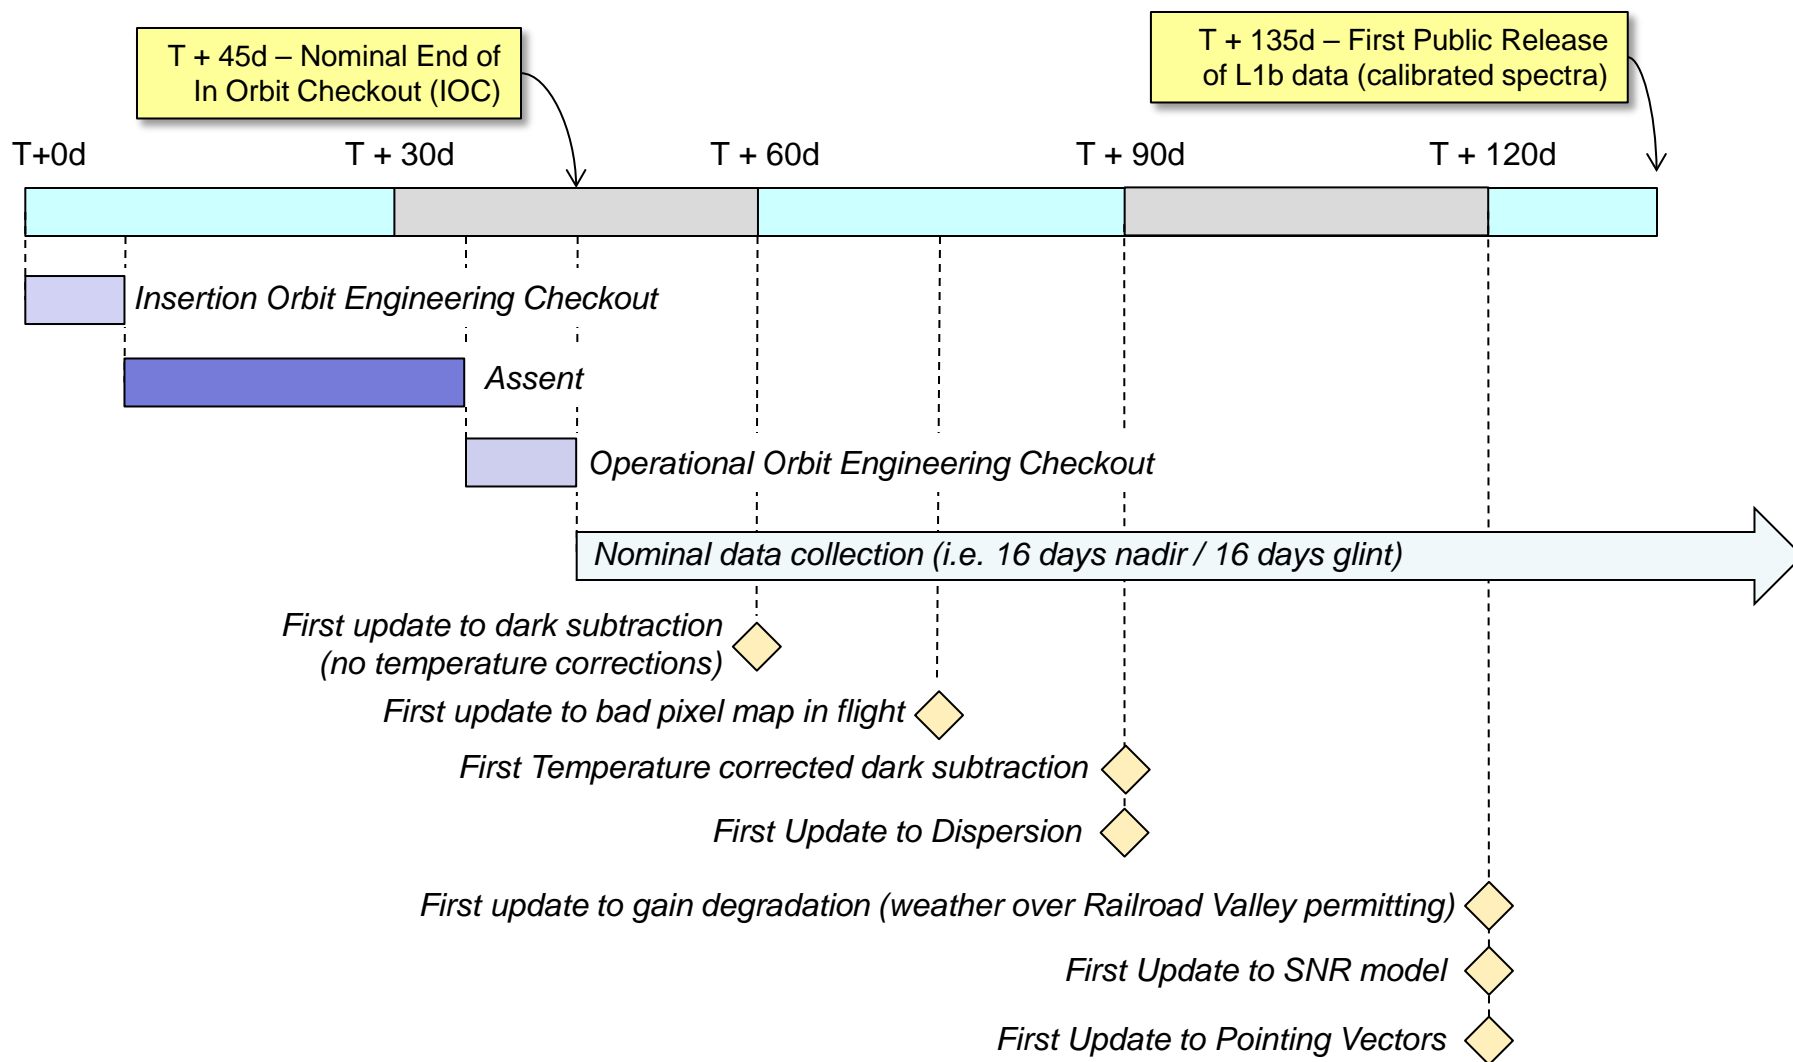 T + 45d – Nominal End of
In Orbit Checkout (IOC)
T + 135d – First Public Release
of L1b data (calibrated spectra)
T+0d
T + 30d
T + 60d
T + 90d
T + 120d
Insertion Orbit Engineering Checkout
Assent
Operational Orbit Engineering Checkout
Nominal data collection (i.e. 16 days nadir / 16 days glint)
First update to dark subtraction
(no temperature corrections)
First update to bad pixel map in flight
First Temperature corrected dark subtraction
First Update to Dispersion
First update to gain degradation (weather over Railroad Valley permitting)
First Update to SNR model
First Update to Pointing Vectors